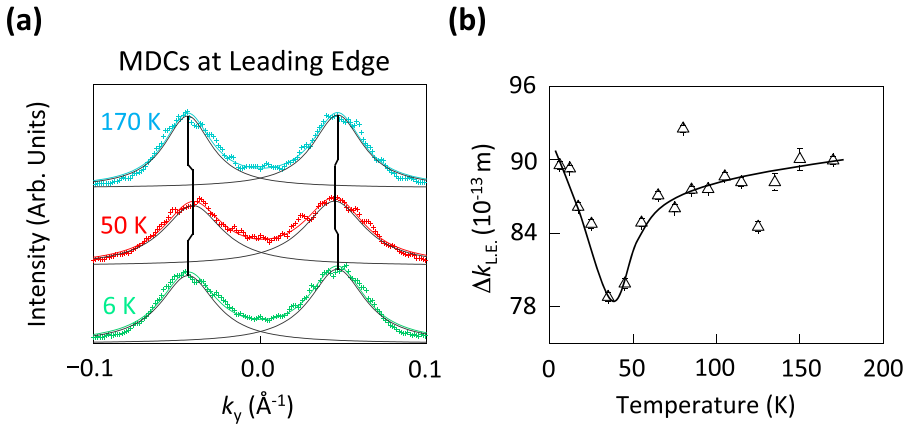 (a)
MDCs at Leading Edge
Intensity (Arb. Units)
170 K
50 K
6 K
−0.1 0.0 0.1
ky (Å-1)
(b)
96
90
84
78
ΔkL.E. (10-13 m)
0 50 100 150 200
Temperature (K)